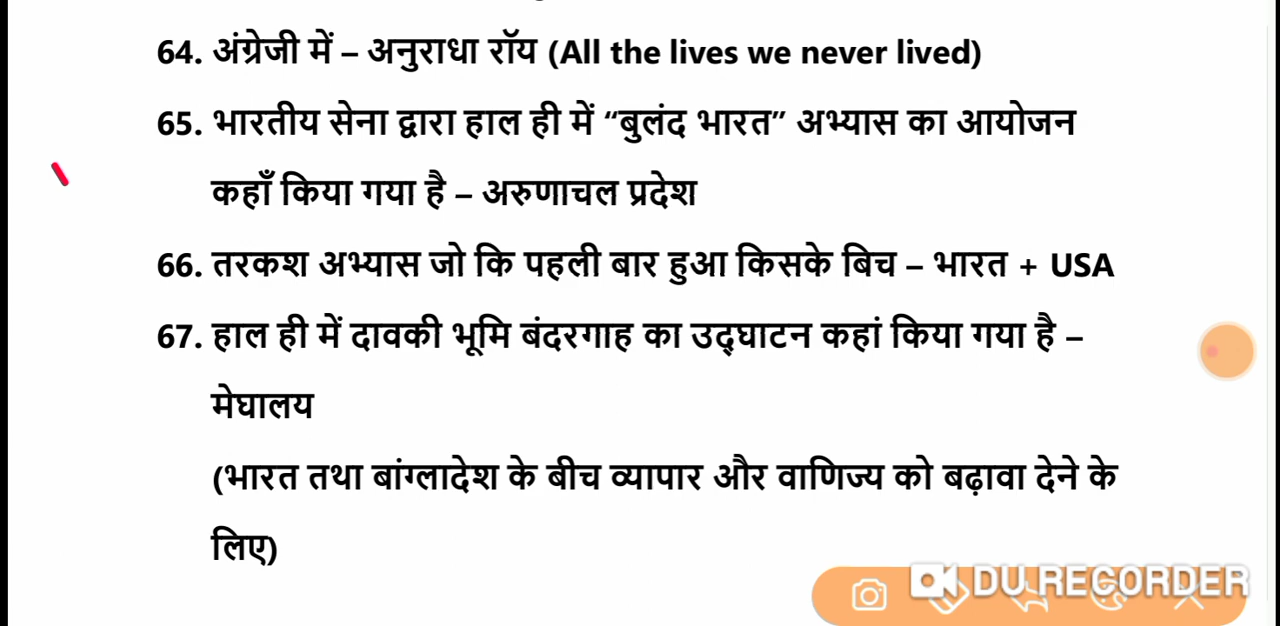 64. अंग्रेजी में – अनुराधा रॉय (All the lives we never lived)
65. भारतीय सेना द्वारा हाल ही में “बुलंद भारत” अभ्यास का आयोजन
कहाँ किया गया है – अरुणाचल प्रदेश
66. तरकश अभ्यास जो कि पहली बार हुआ किसके बिच – भारत + USA
67. हाल ही में दावकी भूमि बंदरगाह का उद्घाटन कहां किया गया है –
मेघालय
(भारत तथा बांग्लादेश के बीच व्यापार और वाणिज्य को बढ़ावा देने के
लिए)
DU RECORDER